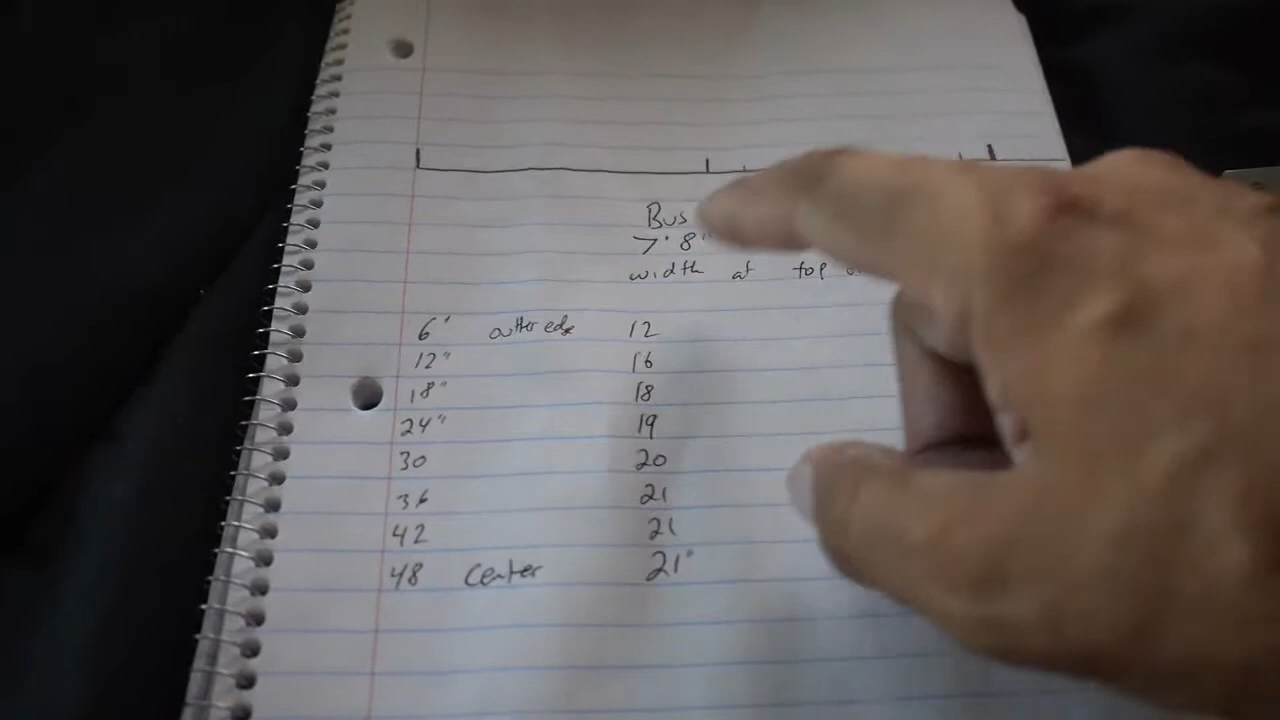 Bus
7' 8"
width at top
6" outter edge 12
12" 16
18" 18
24" 19
30 20
36 21
42 21
48 center 21"